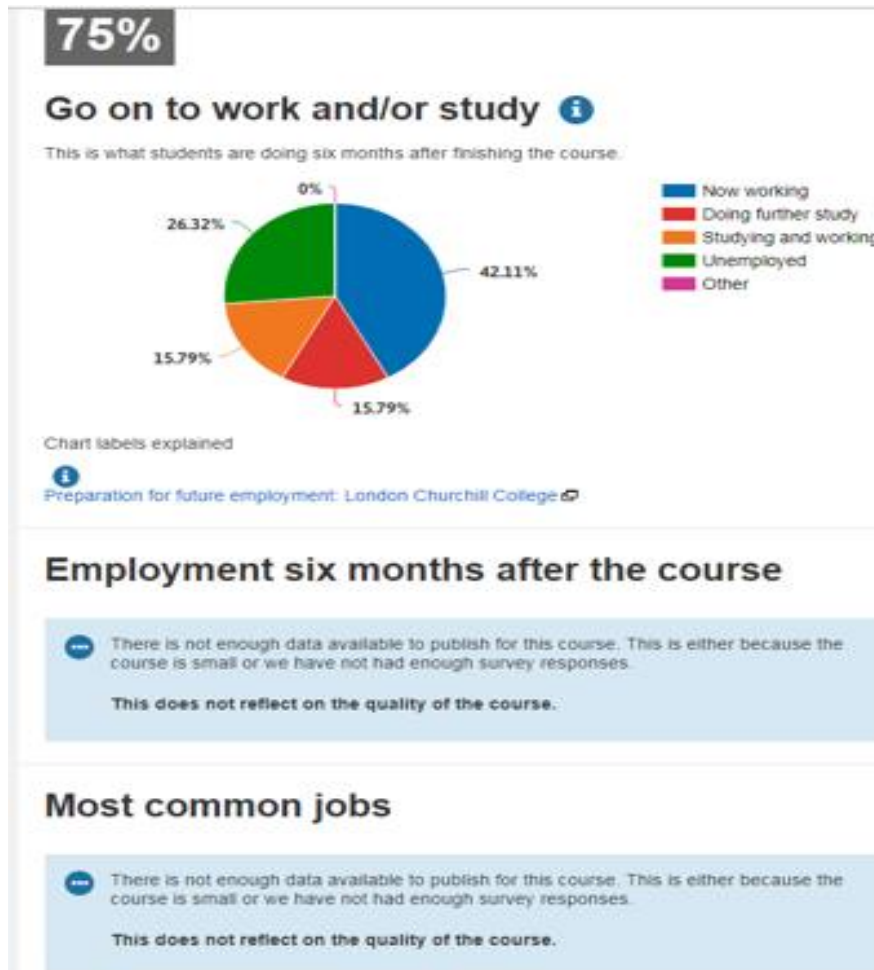 75%
Go on to work and/or study
This is what students are doing six months after finishing the course.
0%
26.32%
42.11%
15.79%
15.79%
Now working
Doing further study
Studying and working
Unemployed
Other
Chart labels explained
Preparation for future employment: London Churchill College
Employment six months after the course
There is not enough data available to publish for this course. This is either because the
course is small or we have not had enough survey responses.
This does not reflect on the quality of the course.
Most common jobs
There is not enough data available to publish for this course. This is either because the
course is small or we have not had enough survey responses.
This does not reflect on the quality of the course.